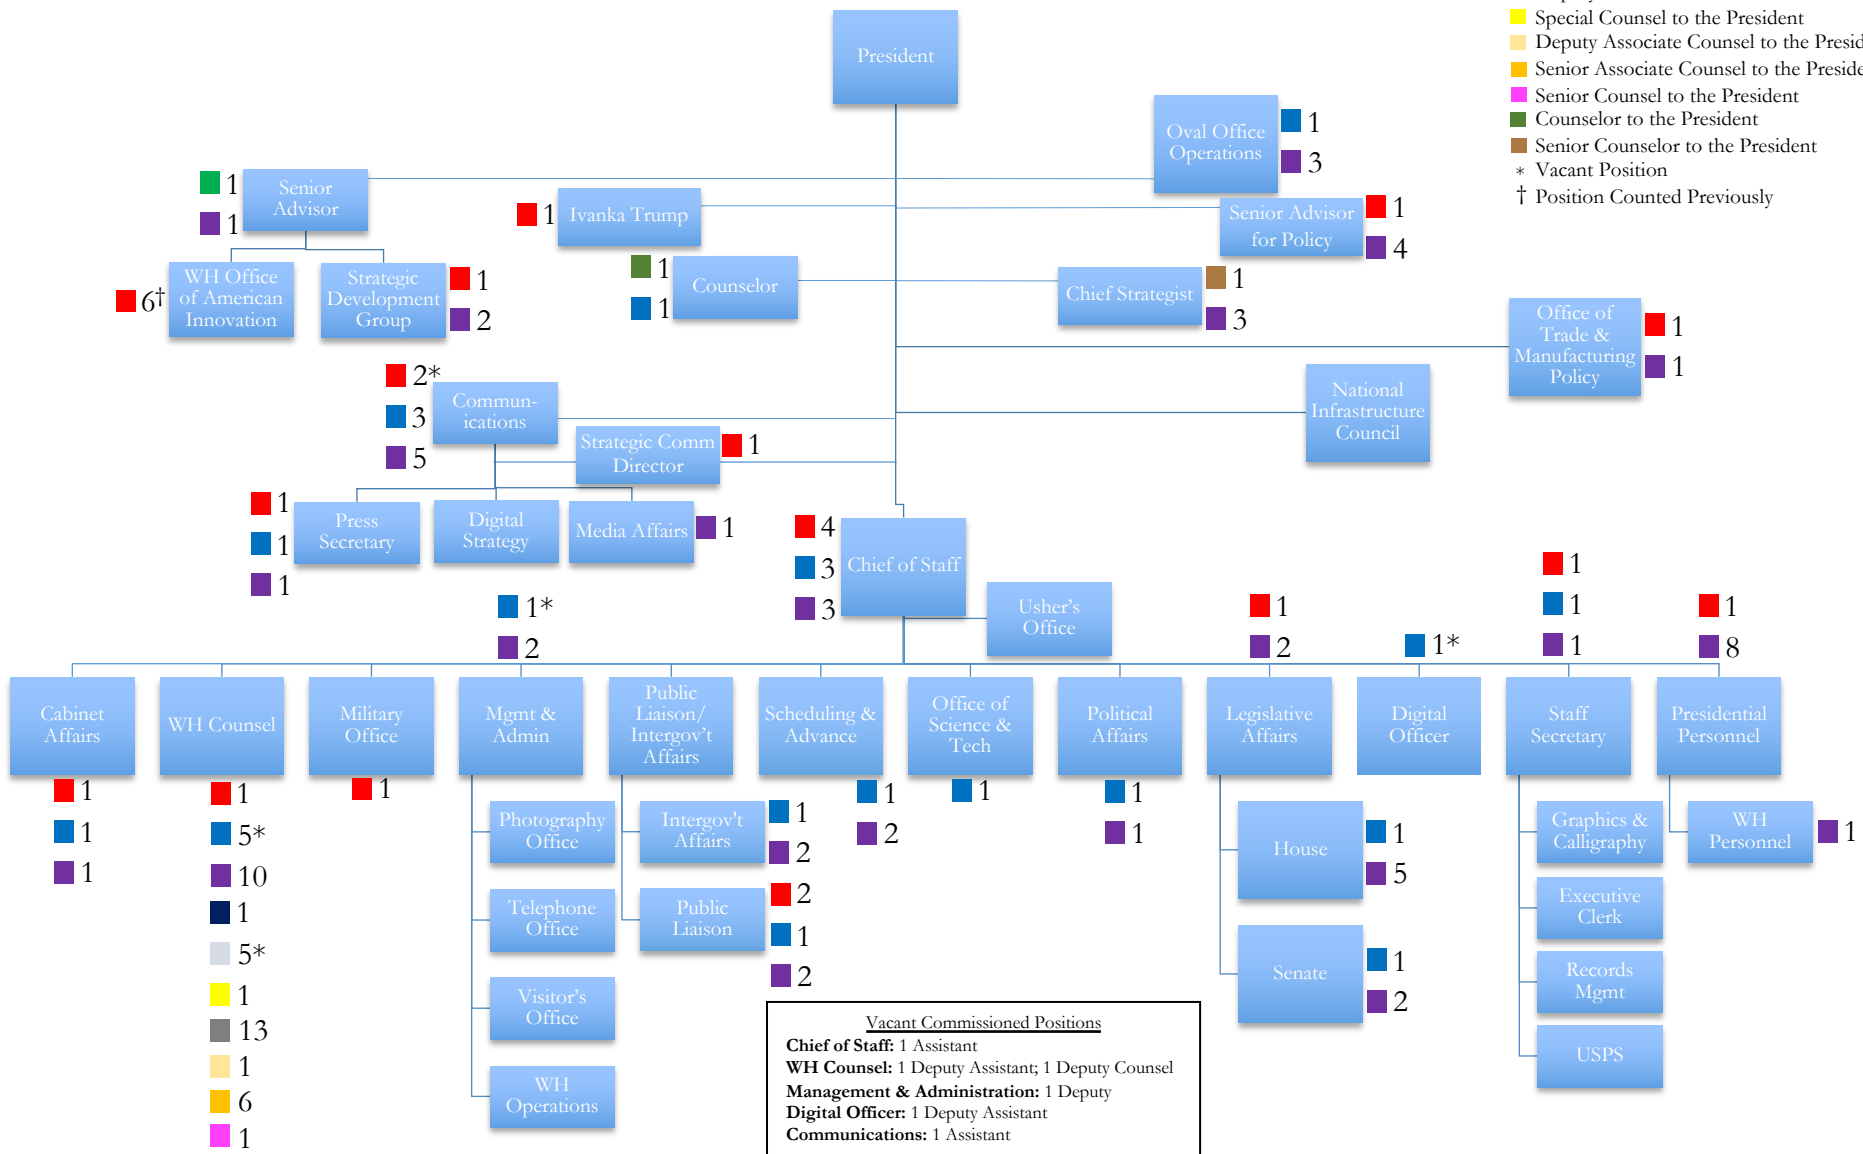 President
Special Counsel to the President
Deputy Associate Counsel to the Presid
Senior Associate Counsel to the Preside
Senior Counsel to the President
Counselor to the President
Senior Counselor to the President
* Vacant Position
† Position Counted Previously
Oval Office
Operations
1
3
1
1
Senior
Advisor
1
Ivanka Trump
Senior Advisor
for Policy
1
4
6†
WH Office
of American
Innovation
Strategic
Development
Group
1
2
1
1
Counselor
Chief Strategist
1
3
Office of
Trade &
Manufacturing
Policy
1
1
2*
3
5
Commun-
ications
Strategic Comm
Director
1
National
Infrastructure
Council
1
1
1
Press
Secretary
Digital
Strategy
Media Affairs
1
4
3
3
Chief of Staff
Usher's
Office
1*
2
1
2
1*
1
1
1
1
8
Cabinet
Affairs
1
1
1
WH Counsel
1
5*
10
1
5*
1
13
1
6
1
Military
Office
1
Mgmt &
Admin
Photography
Office
Telephone
Office
Visitor's
Office
WH
Operations
Public
Liaison/
Intergov't
Affairs
Intergov't
Affairs
1
2
Public
Liaison
2
1
2
Scheduling &
Advance
1
2
Office of
Science &
Tech
1
Political
Affairs
1
1
Legislative
Affairs
House
1
5
Senate
1
2
Digital
Officer
Staff
Secretary
Graphics &
Calligraphy
Executive
Clerk
Records
Mgmt
USPS
Presidential
Personnel
WH
Personnel
1
Vacant Commissioned Positions
Chief of Staff: 1 Assistant
WH Counsel: 1 Deputy Assistant; 1 Deputy Counsel
Management & Administration: 1 Deputy
Digital Officer: 1 Deputy Assistant
Communications: 1 Assistant